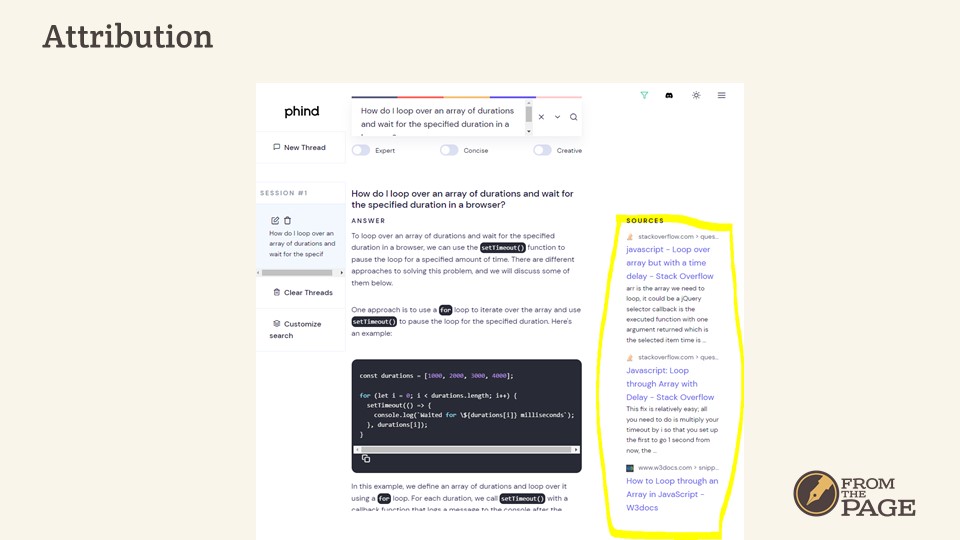 Attribution
phind
How do I loop over an array of durations
and wait for the specified duration in a
New Thread
Expert
Concise
Creative
SESSION #1
How do I loop over an
array of durations and
wait for the specif
Clear Threads
Customize
search
How do I loop over an array of durations and wait for
the specified duration in a browser?
ANSWER
To loop over an array of durations and wait for the specified
duration in a browser, we can use the setTimeout() function to
pause the loop for a specified amount of time. There are different
approaches to solving this problem, and we will discuss some of
them below.
One approach is to use a for loop to iterate over the array and use
setTimeout() to pause the loop for the specified duration. Here's
an example:
const durations = [1000, 2000, 3000, 4000];
for (let i = 0; i < durations.length; i++) {
setTimeout(() => {
console.log(`Waited for \${durations[i]} milliseconds`);
}, durations[i]);
}
In this example, we define an array of durations and loop over it
using a for loop. For each duration, we call setTimeout() with a
callback function that logs a message to the console after the
SOURCES
stackoverflow.com › ques...
javascript - Loop over
array but with a time
delay - Stack Overflow
arr is the array we need to
loop, it could be a jQuery
selector callback is the
executed function with one
argument returned which is
the selected item time is ...
stackoverflow.com › ques...
Javascript: Loop
through Array with
Delay - Stack Overflow
This fix is relatively easy; all
you need to do is multiply your
timeout by i so that you set up
the first to go 1 second from
now, the ...
www.w3docs.com › snipp...
How to Loop through an
Array in JavaScript -
W3docs
FROM
THE
PAGE